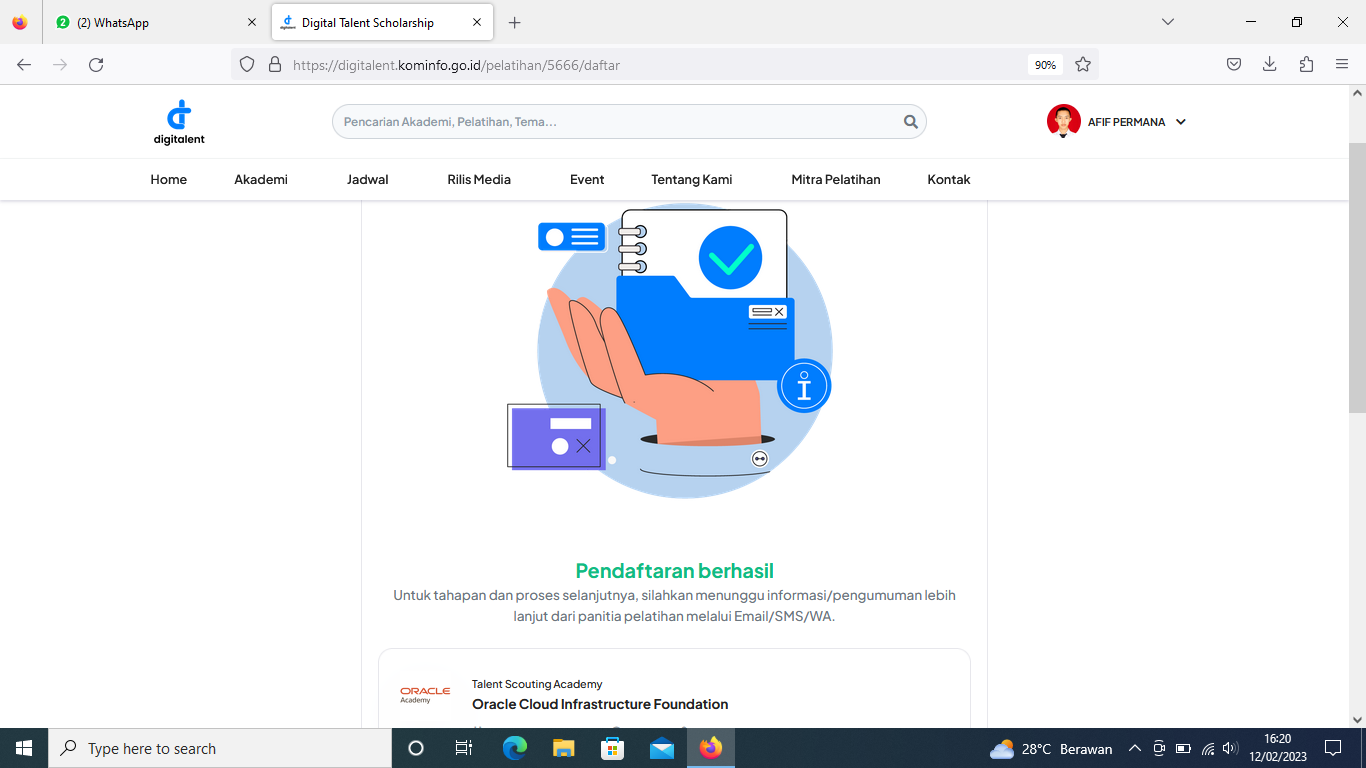 2 (2) WhatsApp
Digital Talent Scholarship
https://digitalent.kominfo.go.id/pelatihan/5666/daftar
90%
digitalent
Pencarian Akademi, Pelatihan, Tema...
AFIF PERMANA
Home Akademi Jadwal Rilis Media Event Tentang Kami Mitra Pelatihan Kontak
Pendaftaran berhasil
Untuk tahapan dan proses selanjutnya, silahkan menunggu informasi/pengumuman lebih
lanjut dari panitia pelatihan melalui Email/SMS/WA.
ORACLE
Academy
Talent Scouting Academy
Oracle Cloud Infrastructure Foundation
Type here to search
28°C Berawan
16:20
12/02/2023